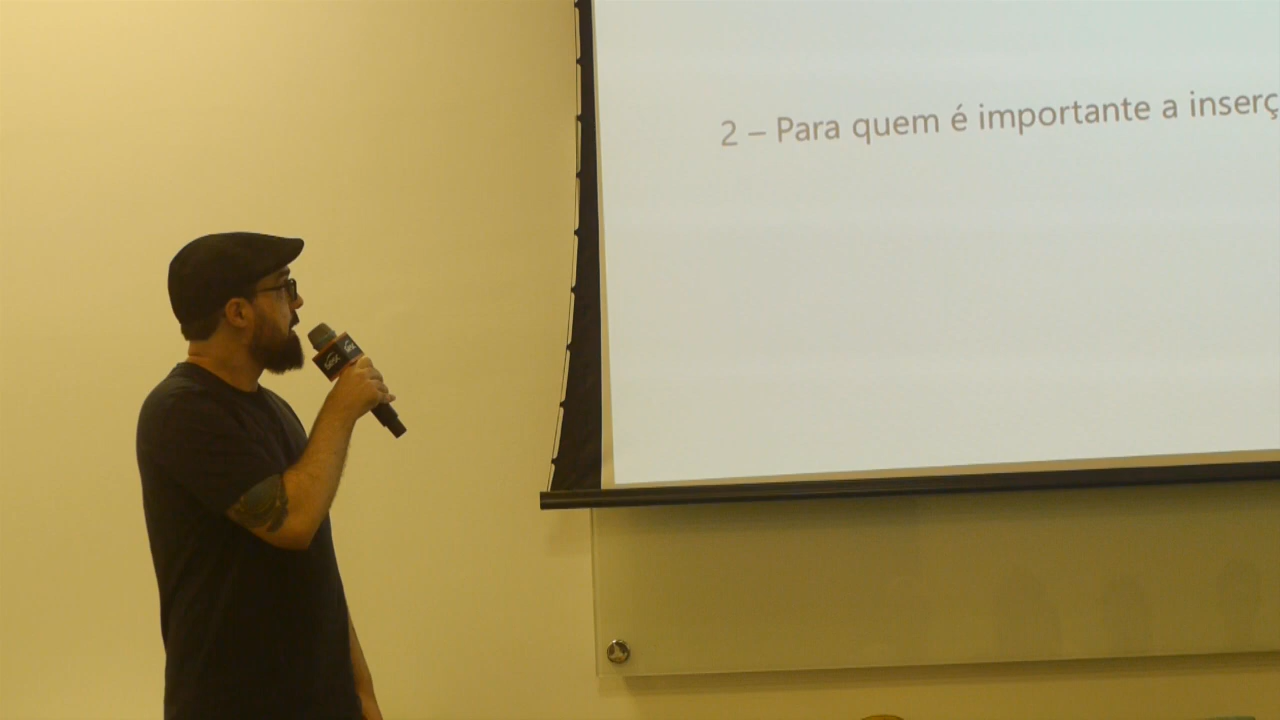 2 – Para quem é importante a inserç